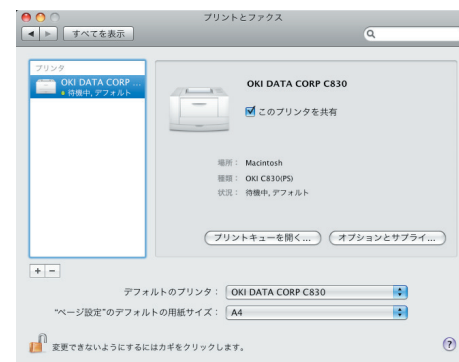 プリントとファクス
すべてを表示
プリンタ
OKI DATA CORP ...
待機中, デフォルト
OKI DATA CORP C830
このプリンタを共有
場所： Macintosh
種類： OKI C830(PS)
状況： 待機中, デフォルト
プリントキューを開く... オプションとサプライ...
+ −
デフォルトのプリンタ： OKI DATA CORP C830
"ページ設定"のデフォルトの用紙サイズ： A4
変更できないようにするにはカギをクリックします。 ?